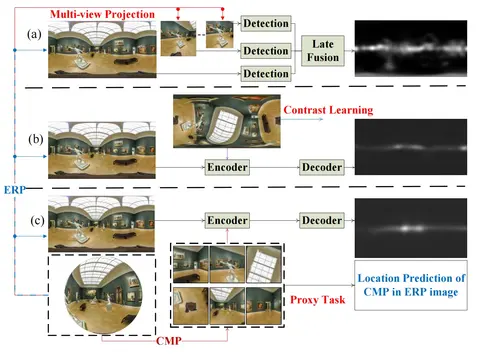 Multi-view Projection
(a)
Detection
Detection
Detection
Late
Fusion
Contrast Learning
(b)
Encoder
Decoder
ERP
(c)
Encoder
Decoder
Proxy Task
Location Prediction of
CMP in ERP image
CMP